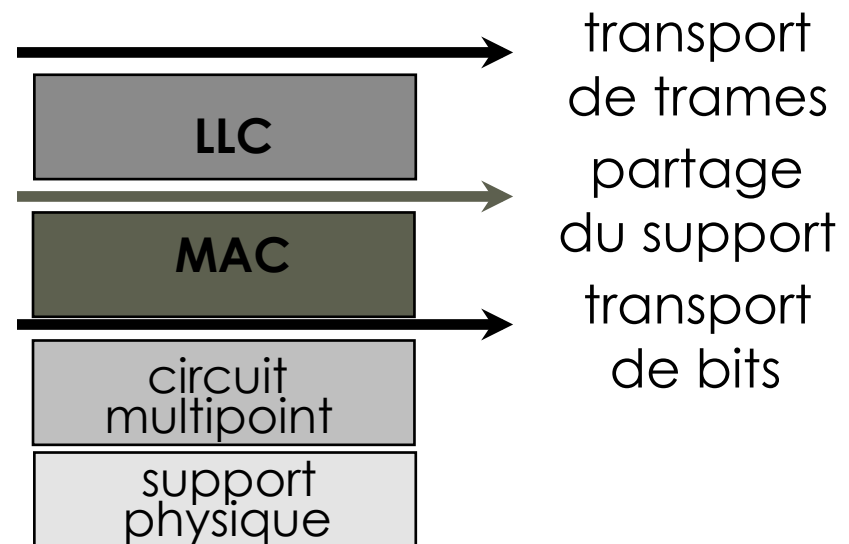 transport
de trames
LLC
partage
du support
MAC
transport
de bits
circuit
multipoint
support
physique